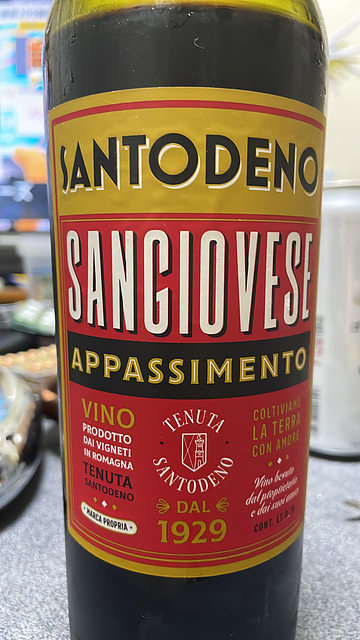 SANTODENO
SANGIOVESE
APPASSIMENTO
VINO
PRODOTTO
DAI VIGNETI
IN ROMAGNA
TENUTA
SANTODENO
MARCA PROPRIA
TENUTA
SANTODENO
DAL
1929
COLTIVIAMO
LA TERRA
CON AMORE
Vino bevuto
dal proprietario
e dai suoi amici